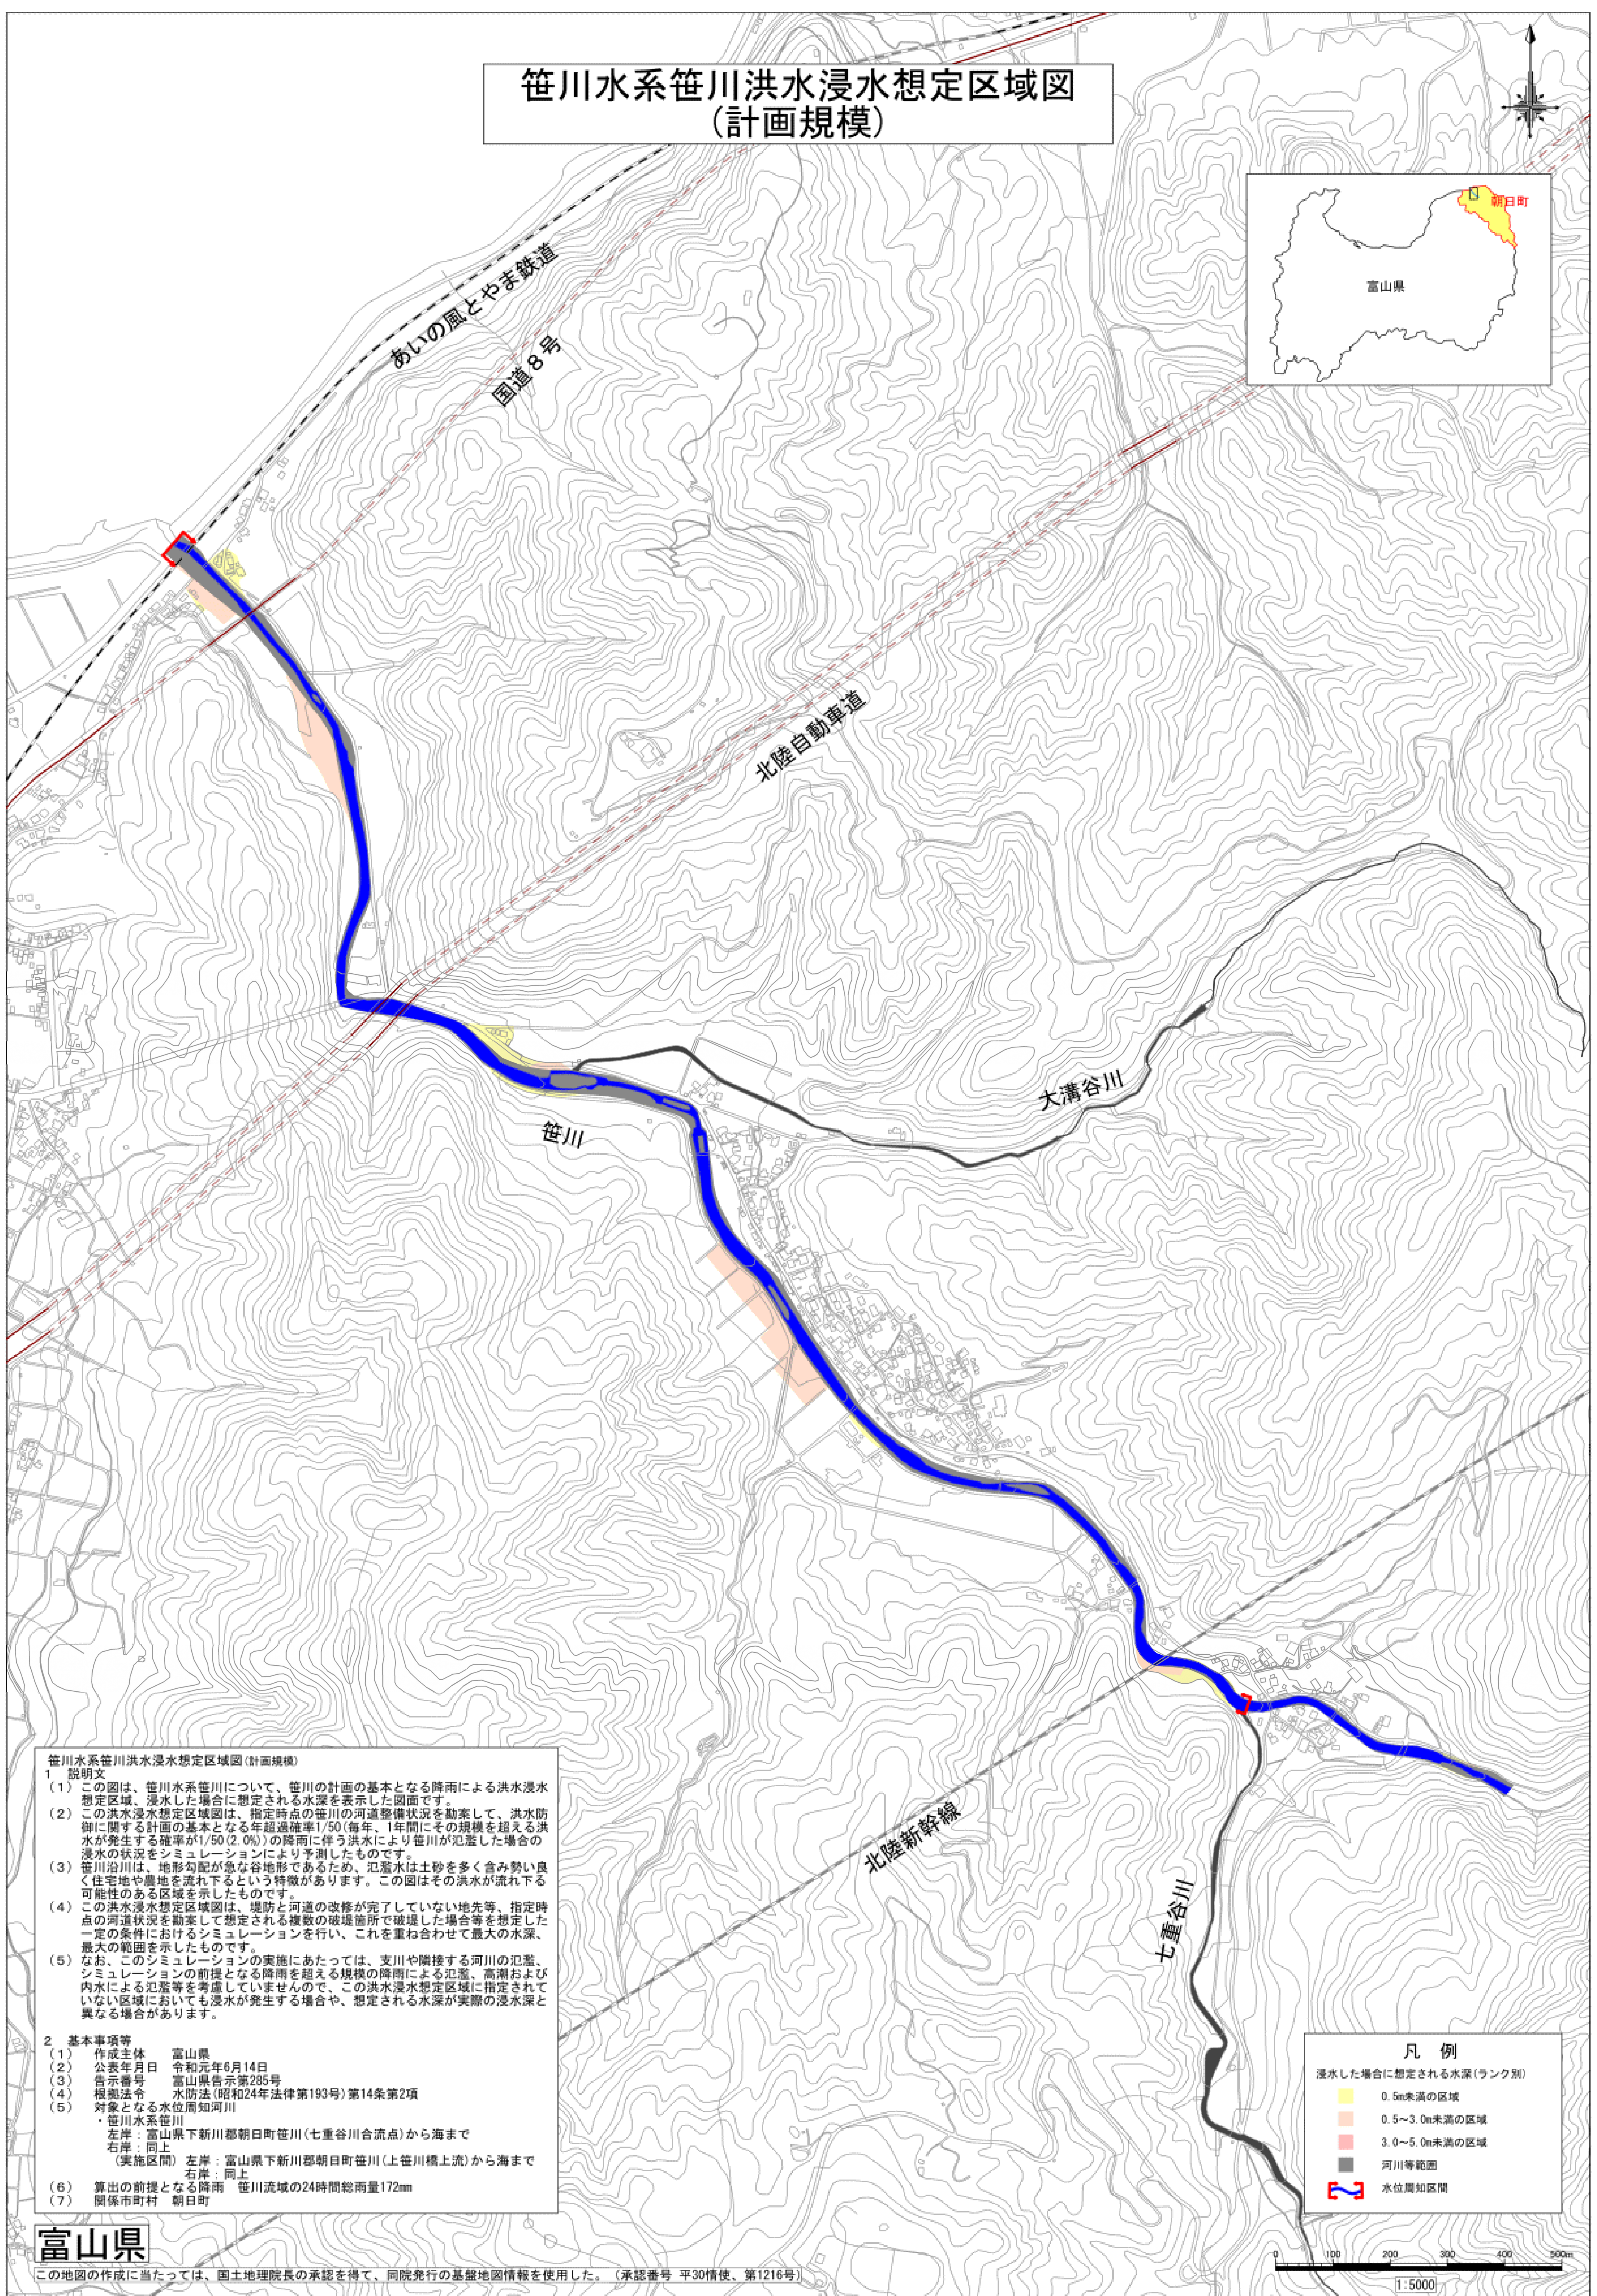 笹川水系笹川洪水浸水想定区域図
(計画規模)
朝日町
富山県
あいの風とやま鉄道
国道８号
北陸自動車道
大溝谷川
笹川
北陸新幹線
七重谷川
笹川水系笹川洪水浸水想定区域図(計画規模)
1　説明文
(1) この図は、笹川水系笹川について、笹川の計画の基本となる降雨による洪水浸水
想定区域、浸水した場合に想定される水深を表示した図面です。
(2) この洪水浸水想定区域図は、指定時点の笹川の河道整備状況を勘案して、洪水防
御に関する計画の基本となる年超過確率1/50(毎年、1年間にその規模を超える洪
水が発生する確率が1/50(2.0%))の降雨に伴う洪水により笹川が氾濫した場合の
浸水の状況をシミュレーションにより予測したものです。
(3) 笹川沿川は、地形勾配が急な谷地形であるため、氾濫水は土砂を多く含み勢い良
く住宅地や農地を流れ下るという特徴があります。この図はその洪水が流れ下る
可能性のある区域を示したものです。
(4) この洪水浸水想定区域図は、堤防と河道の改修が完了していない地先等、指定時
点の河道状況を勘案して想定される複数の破堤箇所で破堤した場合等を想定した
一定の条件におけるシミュレーションを行い、これを重ね合わせて最大の水深、
最大の範囲を示したものです。
(5) なお、このシミュレーションの実施にあたっては、支川や隣接する河川の氾濫、
シミュレーションの前提となる降雨を超える規模の降雨による氾濫、高潮および
内水による氾濫等を考慮していませんので、この洪水浸水想定区域に指定されて
いない区域においても浸水が発生する場合や、想定される水深が実際の浸水深と
異なる場合があります。
2　基本事項等
(1)　作成主体　　富山県
(2)　公表年月日　令和元年6月14日
(3)　告示番号　　富山県告示第285号
(4)　根拠法令　　水防法(昭和24年法律第193号)第14条第2項
(5)　対象となる水位周知河川
・笹川水系笹川
左岸：富山県下新川郡朝日町笹川(七重谷川合流点)から海まで
右岸：同上
(実施区間) 左岸：富山県下新川郡朝日町笹川(上笹川橋上流)から海まで
右岸：同上
(6)　算出の前提となる降雨　笹川流域の24時間総雨量172mm
(7)　関係市町村　朝日町
富山県
この地図の作成に当たっては、国土地理院長の承認を得て、同院発行の基盤地図情報を使用した。 (承認番号 平30情使、第1216号)
凡　例
浸水した場合に想定される水深(ランク別)
0.5m未満の区域
0.5～3.0m未満の区域
3.0～5.0m未満の区域
河川等範囲
水位周知区間
0 100 200 300 400 500m
1:5000